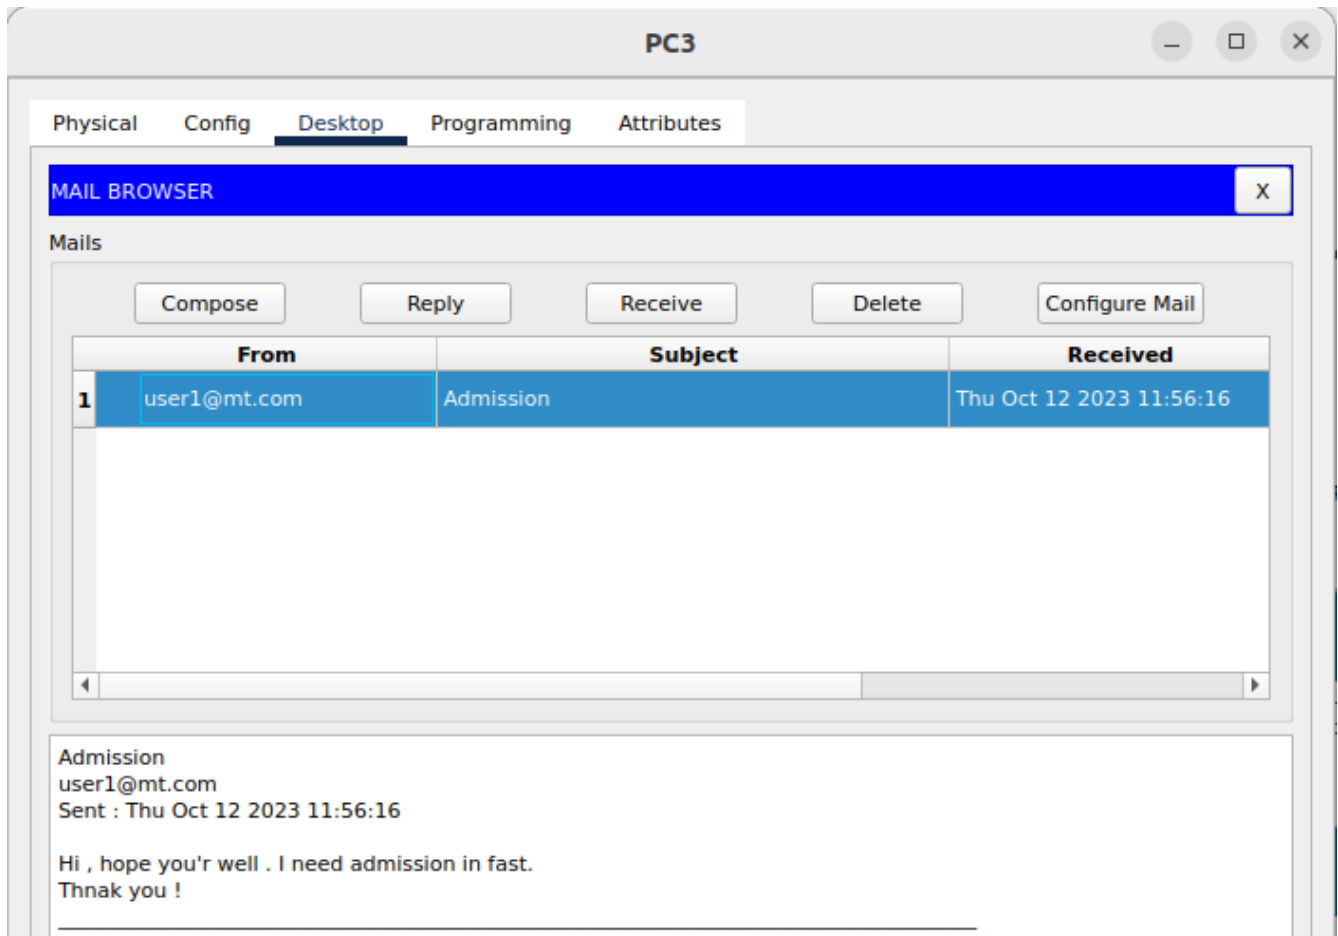 PC3
Physical Config Desktop Programming Attributes
MAIL BROWSER X
Mails
Compose Reply Receive Delete Configure Mail
From Subject Received
1 user1@mt.com Admission Thu Oct 12 2023 11:56:16
Admission
user1@mt.com
Sent : Thu Oct 12 2023 11:56:16
Hi , hope you'r well . I need admission in fast.
Thnak you !